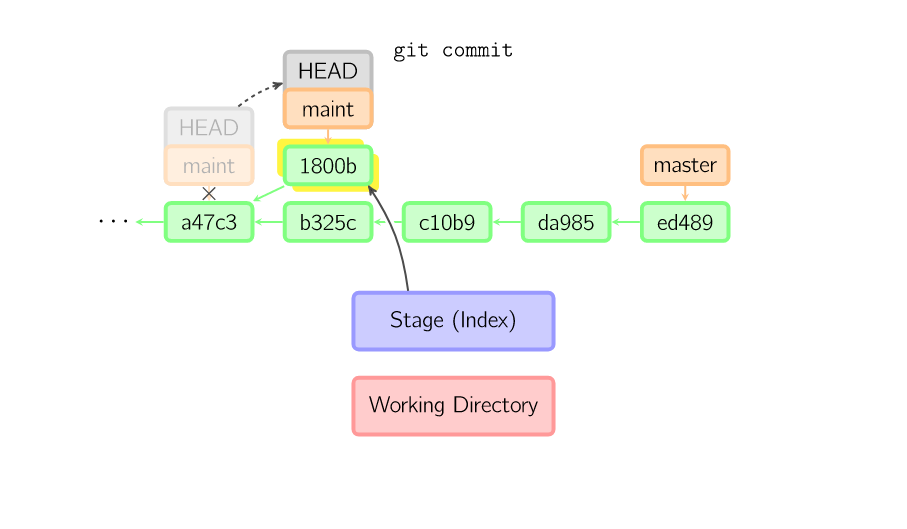 git commit
HEAD
maint
HEAD
maint
1800b
master
... a47c3 b325c c10b9 da985 ed489
Stage (Index)
Working Directory